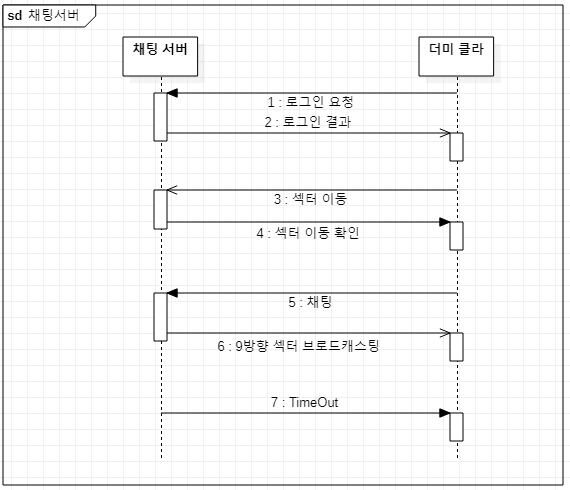 sd 채팅서버
채팅 서버
더미 클라
1 : 로그인 요청
2 : 로그인 결과
3 : 섹터 이동
4 : 섹터 이동 확인
5 : 채팅
6 : 9방향 섹터 브로드캐스팅
7 : TimeOut